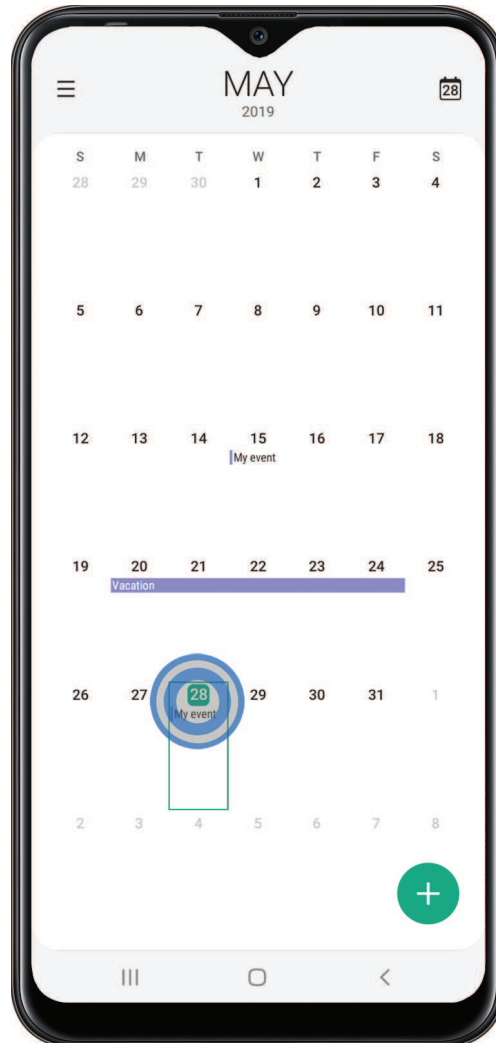 MAY
28
2019
S M T W T F S
28 29 30 1 2 3 4
5 6 7 8 9 10 11
12 13 14 15 16 17 18
My event
19 20 21 22 23 24 25
Vacation
26 27 28 29 30 31 1
My event
2 3 4 5 6 7 8